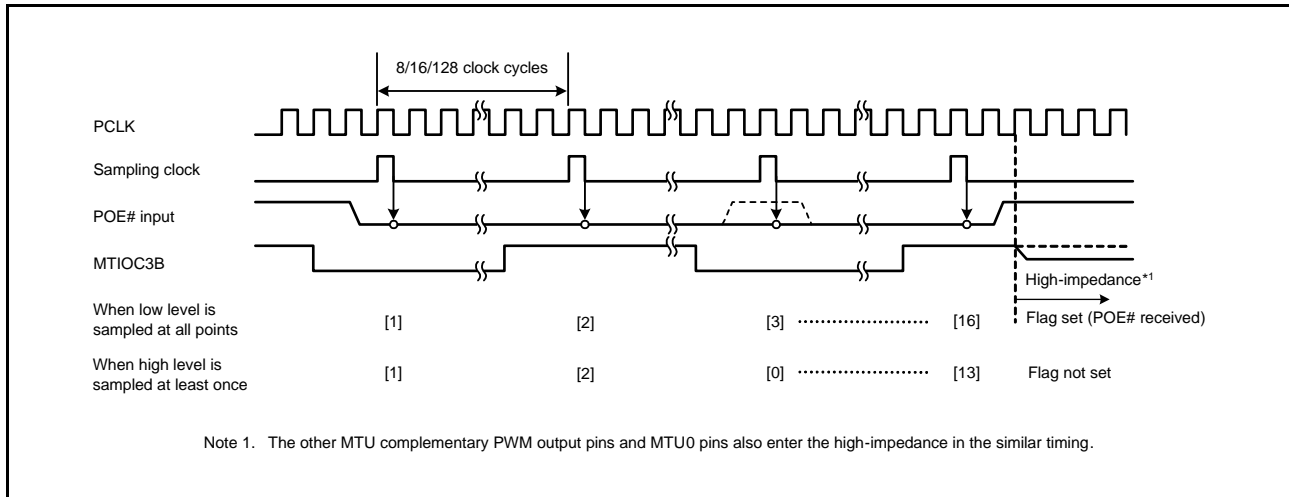 8/16/128 clock cycles
PCLK
Sampling clock
POE# input
MTIOC3B
High-impedance*1
When low level is
sampled at all points
[1] [2] [3] [16] Flag set (POE# received)
When high level is
sampled at least once
[1] [2] [0] [13] Flag not set
Note 1. The other MTU complementary PWM output pins and MTU0 pins also enter the high-impedance in the similar timing.